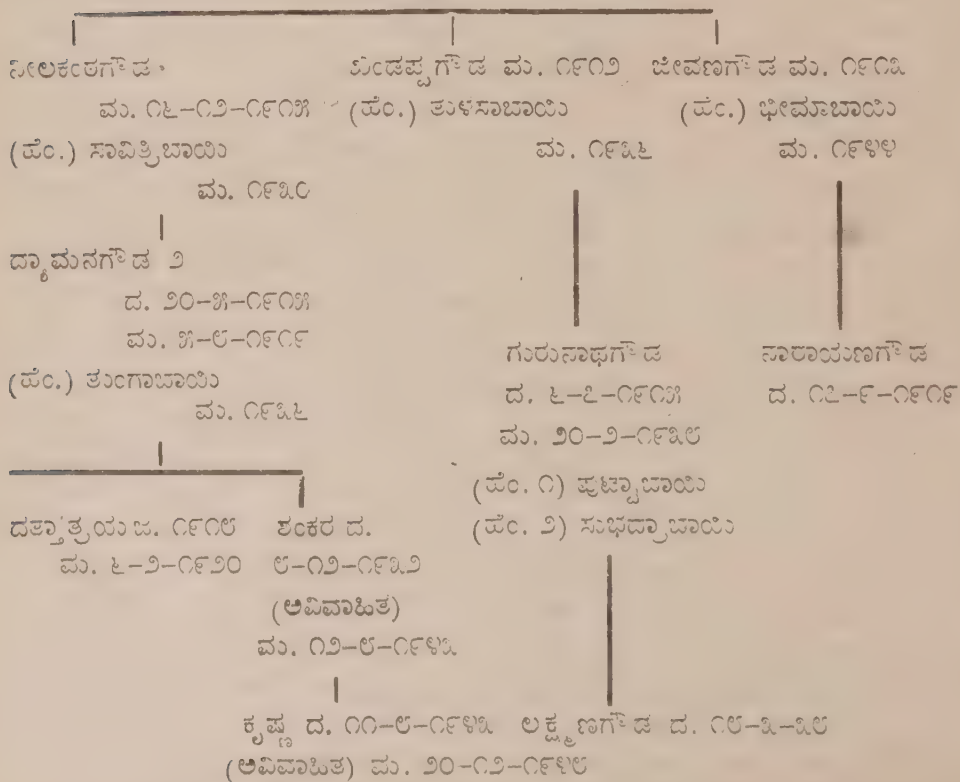 ನೀಲಕಂಠಗೌಡ ಖಂಡಪ್ಪಗೌಡ ಮ. ೧೯೧೨ ಜೀವಣಗೌಡ ಮ. ೧೯೧೩
ಮ. ೧೬-೧೨-೧೯೧೫ (ಹೆಂ.) ತುಳಸಾಬಾಯಿ (ಹೆಂ.) ಭೀಮಾಬಾಯಿ
(ಹೆಂ.) ಸಾವಿತ್ರಿಬಾಯಿ ಮ. ೧೯೩೬ ಮ. ೧೯೪೪
ಮ. ೧೯೩೦
ದ್ಯಾಮನಗೌಡ ೨
ದ. ೨೦-೫-೧೯೧೫
ಮ. ೫-೮-೧೯೧೯
ಗುರುನಾಥಗೌಡ ನಾರಾಯಣಗೌಡ
(ಹೆಂ.) ತುಂಗಾಬಾಯಿ ದ. ೬-೭-೧೯೧೫ ದ. ೧೭-೯-೧೯೧೯
ಮ. ೧೯೩೬ ಮ. ೨೦-೨-೧೯೩೮
(ಹೆಂ. ೧) ಪುಟ್ಟಾಬಾಯಿ
ದತ್ತಾತ್ರಯ ಜ. ೧೯೧೮ ಶಂಕರ ದ. (ಹೆಂ. ೨) ಸುಭದ್ರಾಬಾಯಿ
ಮ. ೬-೨-೧೯೨೦ ೮-೧೨-೧೯೩೨
(ಅವಿವಾಹಿತ)
ಮ. ೧೨-೮-೧೯೪೩
ಕೃಷ್ಣ ದ. ೧೧-೮-೧೯೪೩ ಲಕ್ಷ್ಮಣಗೌಡ ದ. ೧೮-೩-೩೮
(ಅವಿವಾಹಿತ) ಮ. ೨೦-೧೨-೧೯೪೮